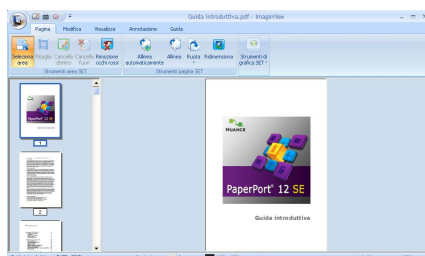 Guida Introduttiva.pdf - ImageView
Pagina Modifica Visualizza Annotazione Guida
Seleziona area
Ritaglia
Cancella dentro
Cancella fuori
Rimozione occhi rossi
Allinea automaticamente
Allinea
Ruota
Ridimensiona
Strumenti di grafica SET
Strumenti area SET
Strumenti pagina SET
1
2
NUANCE
PaperPort® 12 SE
Guida introduttiva